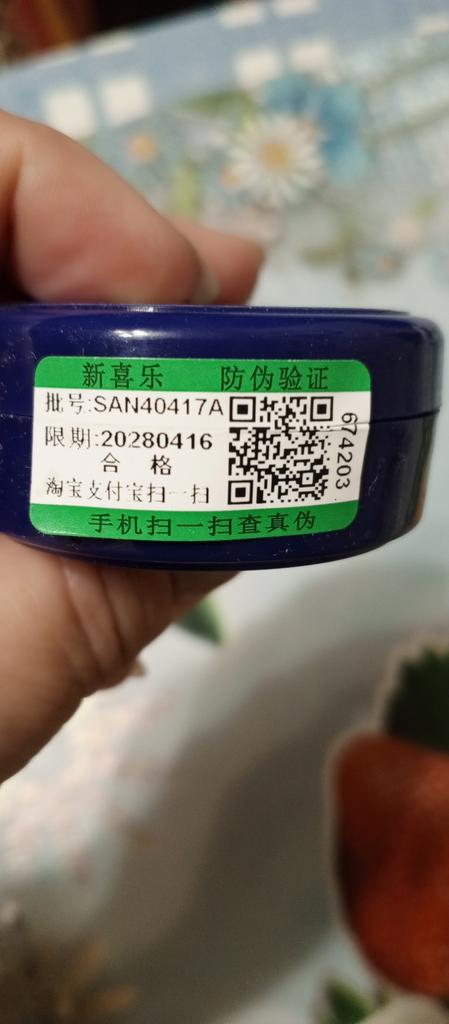 新喜乐 防伪验证
批号:SAN40417A
限期:20280416
合格
淘宝支付宝扫一扫
674203
手机扫一扫查真伪